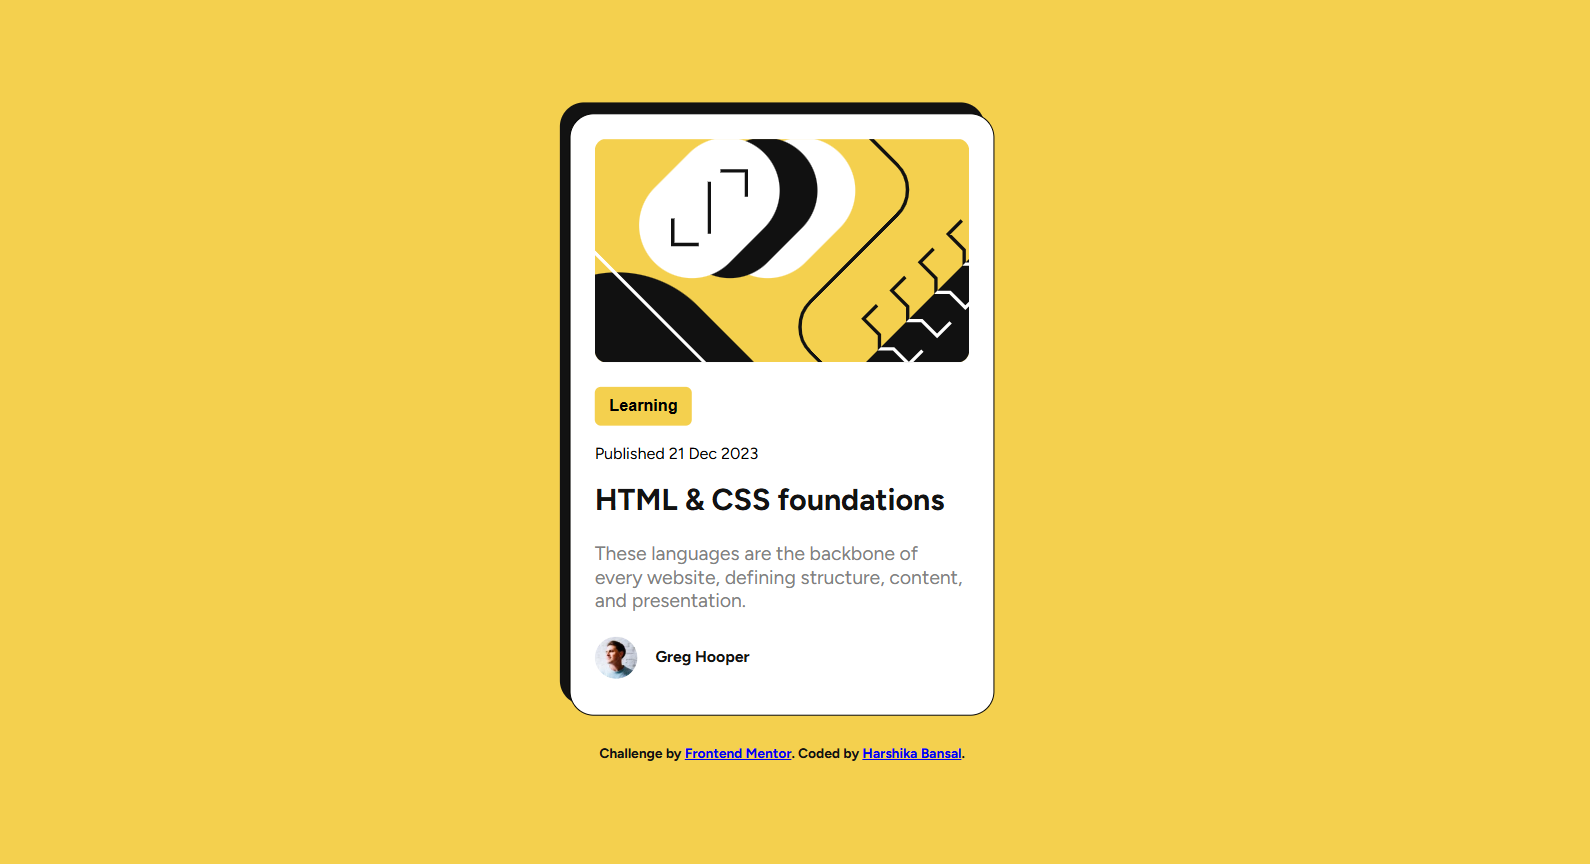 Learning
Published 21 Dec 2023
HTML & CSS foundations
These languages are the backbone of
every website, defining structure, content,
and presentation.
Greg Hooper
Challenge by Frontend Mentor. Coded by Harshika Bansal.